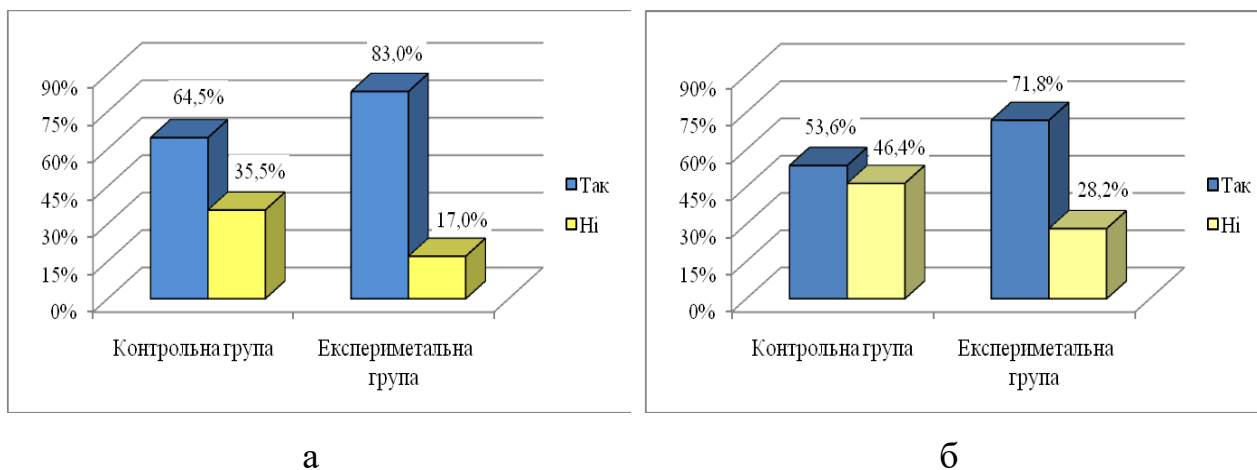 83,0%
90%
64,5%
75%
60%
35,5%
45%
17,0%
30%
15%
0%
Контрольна група
Експериметальна
група
Так
Ні
а
71,8%
90%
53,6%
75%
46,4%
60%
28,2%
45%
30%
15%
0%
Контрольна група
Експериметальна
група
Так
Ні
б